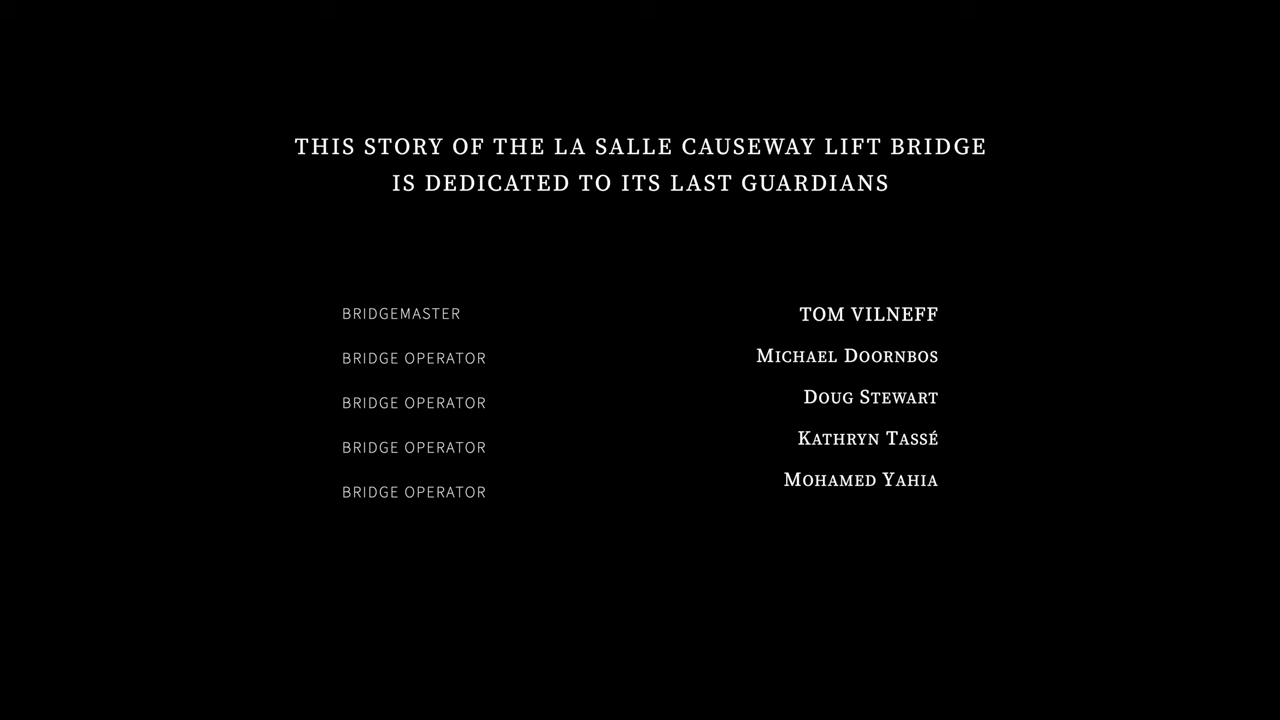 THIS STORY OF THE LA SALLE CAUSEWAY LIFT BRIDGE
IS DEDICATED TO ITS LAST GUARDIANS
BRIDGEMASTER TOM VILNEFF
BRIDGE OPERATOR MICHAEL DOORNBOS
BRIDGE OPERATOR DOUG STEWART
BRIDGE OPERATOR KATHRYN TASSÉ
BRIDGE OPERATOR MOHAMED YAHIA